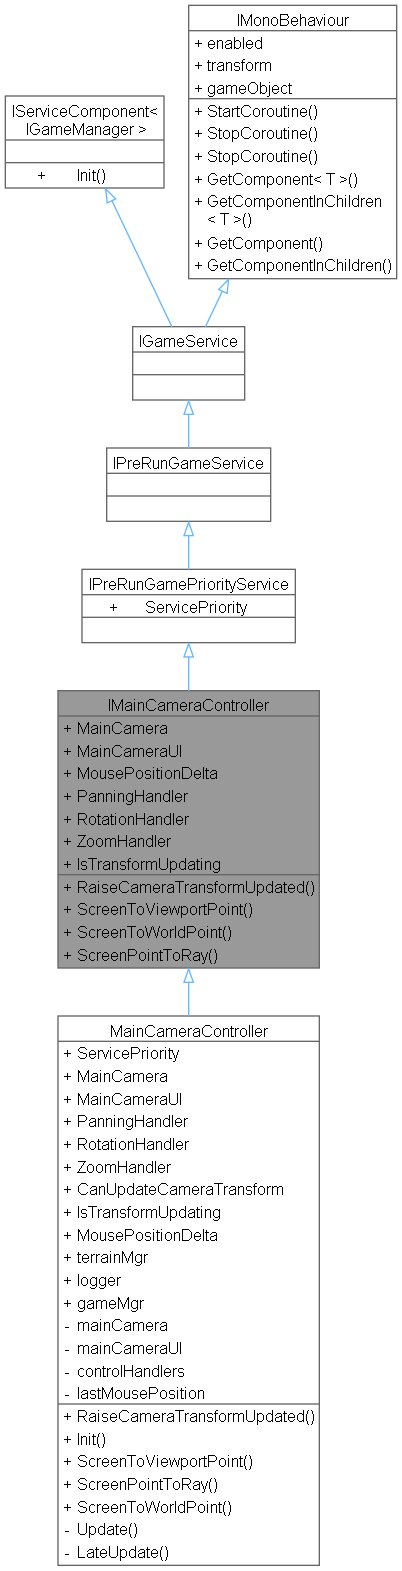 IMonoBehaviour
+ enabled
+ transform
+ gameObject
+ StartCoroutine()
+ StopCoroutine()
+ StopCoroutine()
+ GetComponent< T >()
+ GetComponentInChildren
< T >()
+ GetComponent()
+ GetComponentInChildren()
IServiceComponent<
IGameManager >
+ Init()
IGameService
IPreRunGameService
IPreRunGamePriorityService
+ ServicePriority
IMainCameraController
+ MainCamera
+ MainCameraUI
+ MousePositionDelta
+ PanningHandler
+ RotationHandler
+ ZoomHandler
+ IsTransformUpdating
+ RaiseCameraTransformUpdated()
+ ScreenToViewportPoint()
+ ScreenToWorldPoint()
+ ScreenPointToRay()
MainCameraController
+ ServicePriority
+ MainCamera
+ MainCameraUI
+ PanningHandler
+ RotationHandler
+ ZoomHandler
+ CanUpdateCameraTransform
+ IsTransformUpdating
+ MousePositionDelta
+ terrainMgr
+ logger
+ gameMgr
- mainCamera
- mainCameraUI
- controlHandlers
- lastMousePosition
+ RaiseCameraTransformUpdated()
+ Init()
+ ScreenToViewportPoint()
+ ScreenPointToRay()
+ ScreenToWorldPoint()
- Update()
- LateUpdate()